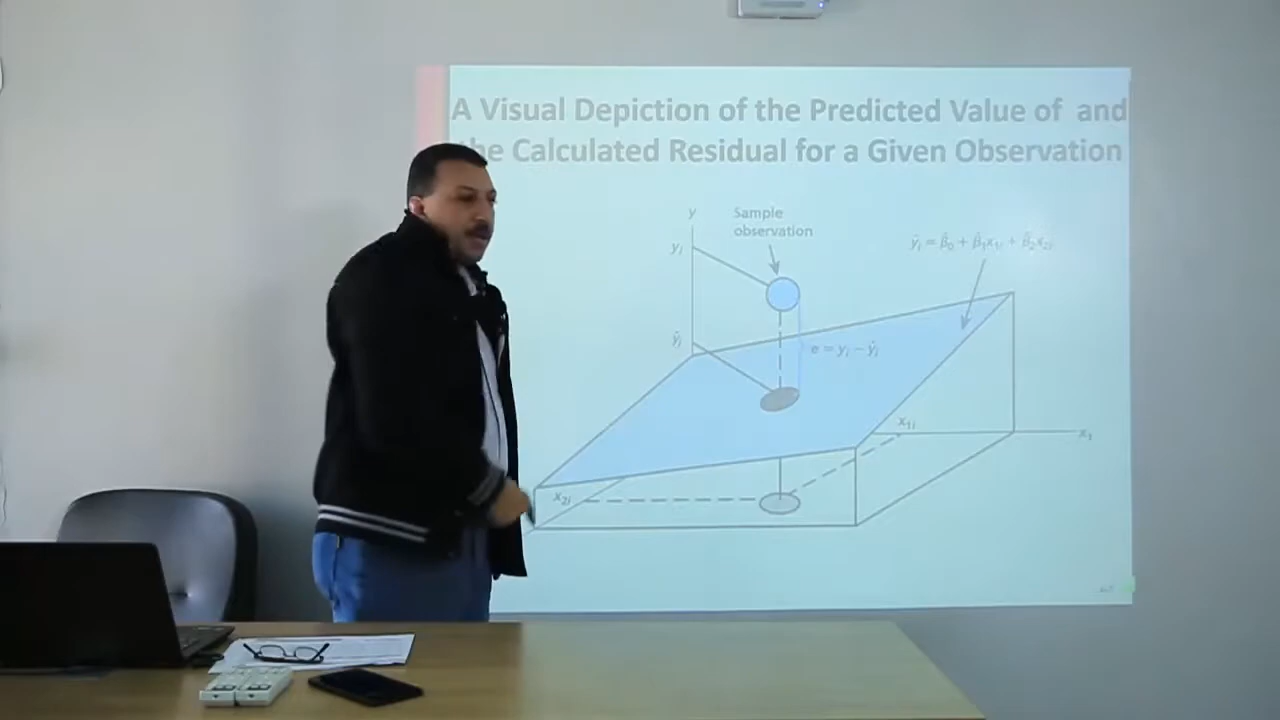 A Visual Depiction of the Predicted Value of and
the Calculated Residual for a Given Observation
y
Sample
observation
yᵢ
ŷᵢ = β̂₀ + β̂₁x₁ᵢ + β̂₂x₂ᵢ
ŷᵢ
e = yᵢ − ŷᵢ
x₁ᵢ
x₁
x₂ᵢ